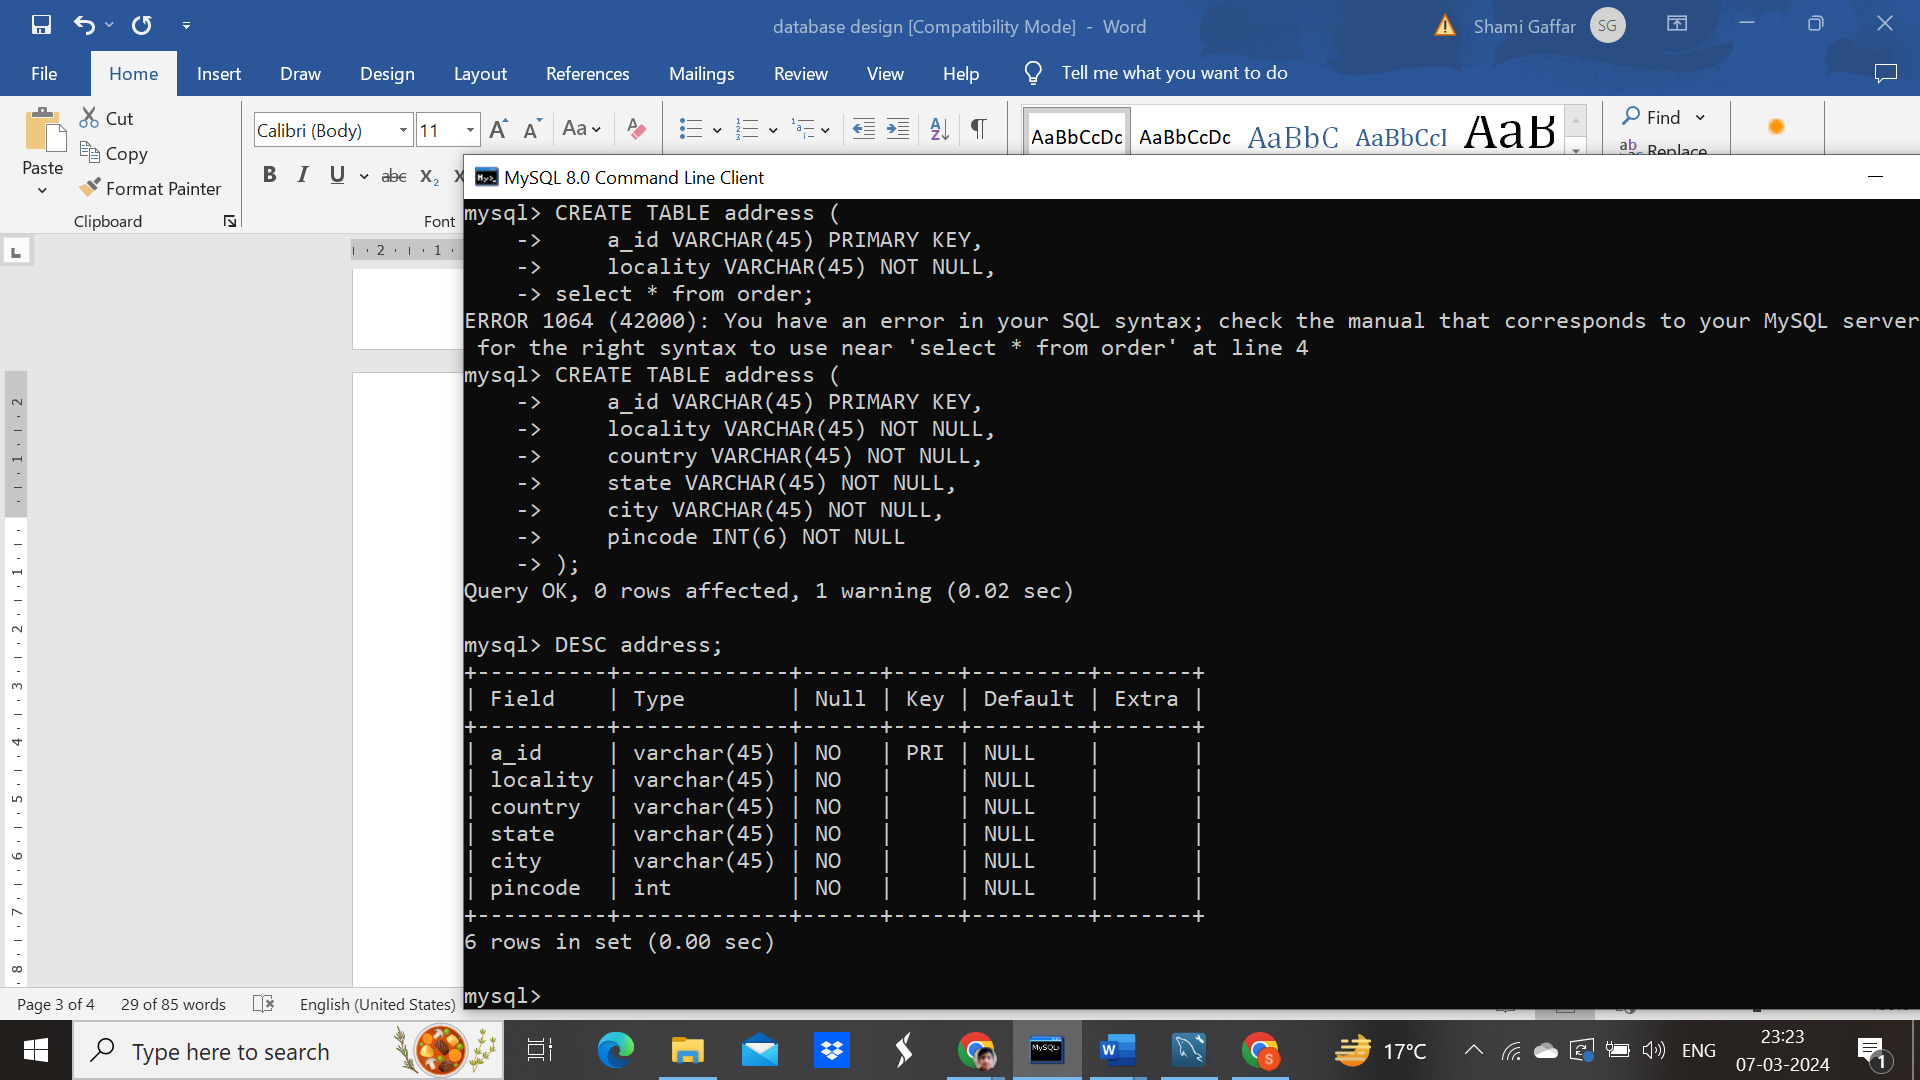 database design [Compatibility Mode] - Word
Shami Gaffar SG
File Home Insert Draw Design Layout References Mailings Review View Help Tell me what you want to do
Paste
Cut
Copy
Format Painter
Clipboard
Calibri (Body) 11
Font
AaBbCcDc AaBbCcDc AaBbC AaBbCcI AaB
Find
Replace
MySQL 8.0 Command Line Client
mysql> CREATE TABLE address (
    ->     a_id VARCHAR(45) PRIMARY KEY,
    ->     locality VARCHAR(45) NOT NULL,
    -> select * from order;
ERROR 1064 (42000): You have an error in your SQL syntax; check the manual that corresponds to your MySQL server
 for the right syntax to use near 'select * from order' at line 4
mysql> CREATE TABLE address (
    ->     a_id VARCHAR(45) PRIMARY KEY,
    ->     locality VARCHAR(45) NOT NULL,
    ->     country VARCHAR(45) NOT NULL,
    ->     state VARCHAR(45) NOT NULL,
    ->     city VARCHAR(45) NOT NULL,
    ->     pincode INT(6) NOT NULL
    -> );
Query OK, 0 rows affected, 1 warning (0.02 sec)
mysql> DESC address;
+----------+-------------+------+-----+---------+-------+
| Field    | Type        | Null | Key | Default | Extra |
+----------+-------------+------+-----+---------+-------+
| a_id     | varchar(45) | NO   | PRI | NULL    |       |
| locality | varchar(45) | NO   |     | NULL    |       |
| country  | varchar(45) | NO   |     | NULL    |       |
| state    | varchar(45) | NO   |     | NULL    |       |
| city     | varchar(45) | NO   |     | NULL    |       |
| pincode  | int         | NO   |     | NULL    |       |
+----------+-------------+------+-----+---------+-------+
6 rows in set (0.00 sec)
mysql>
Page 3 of 4 29 of 85 words English (United States)
Type here to search
17°C
ENG
23:23
07-03-2024
1